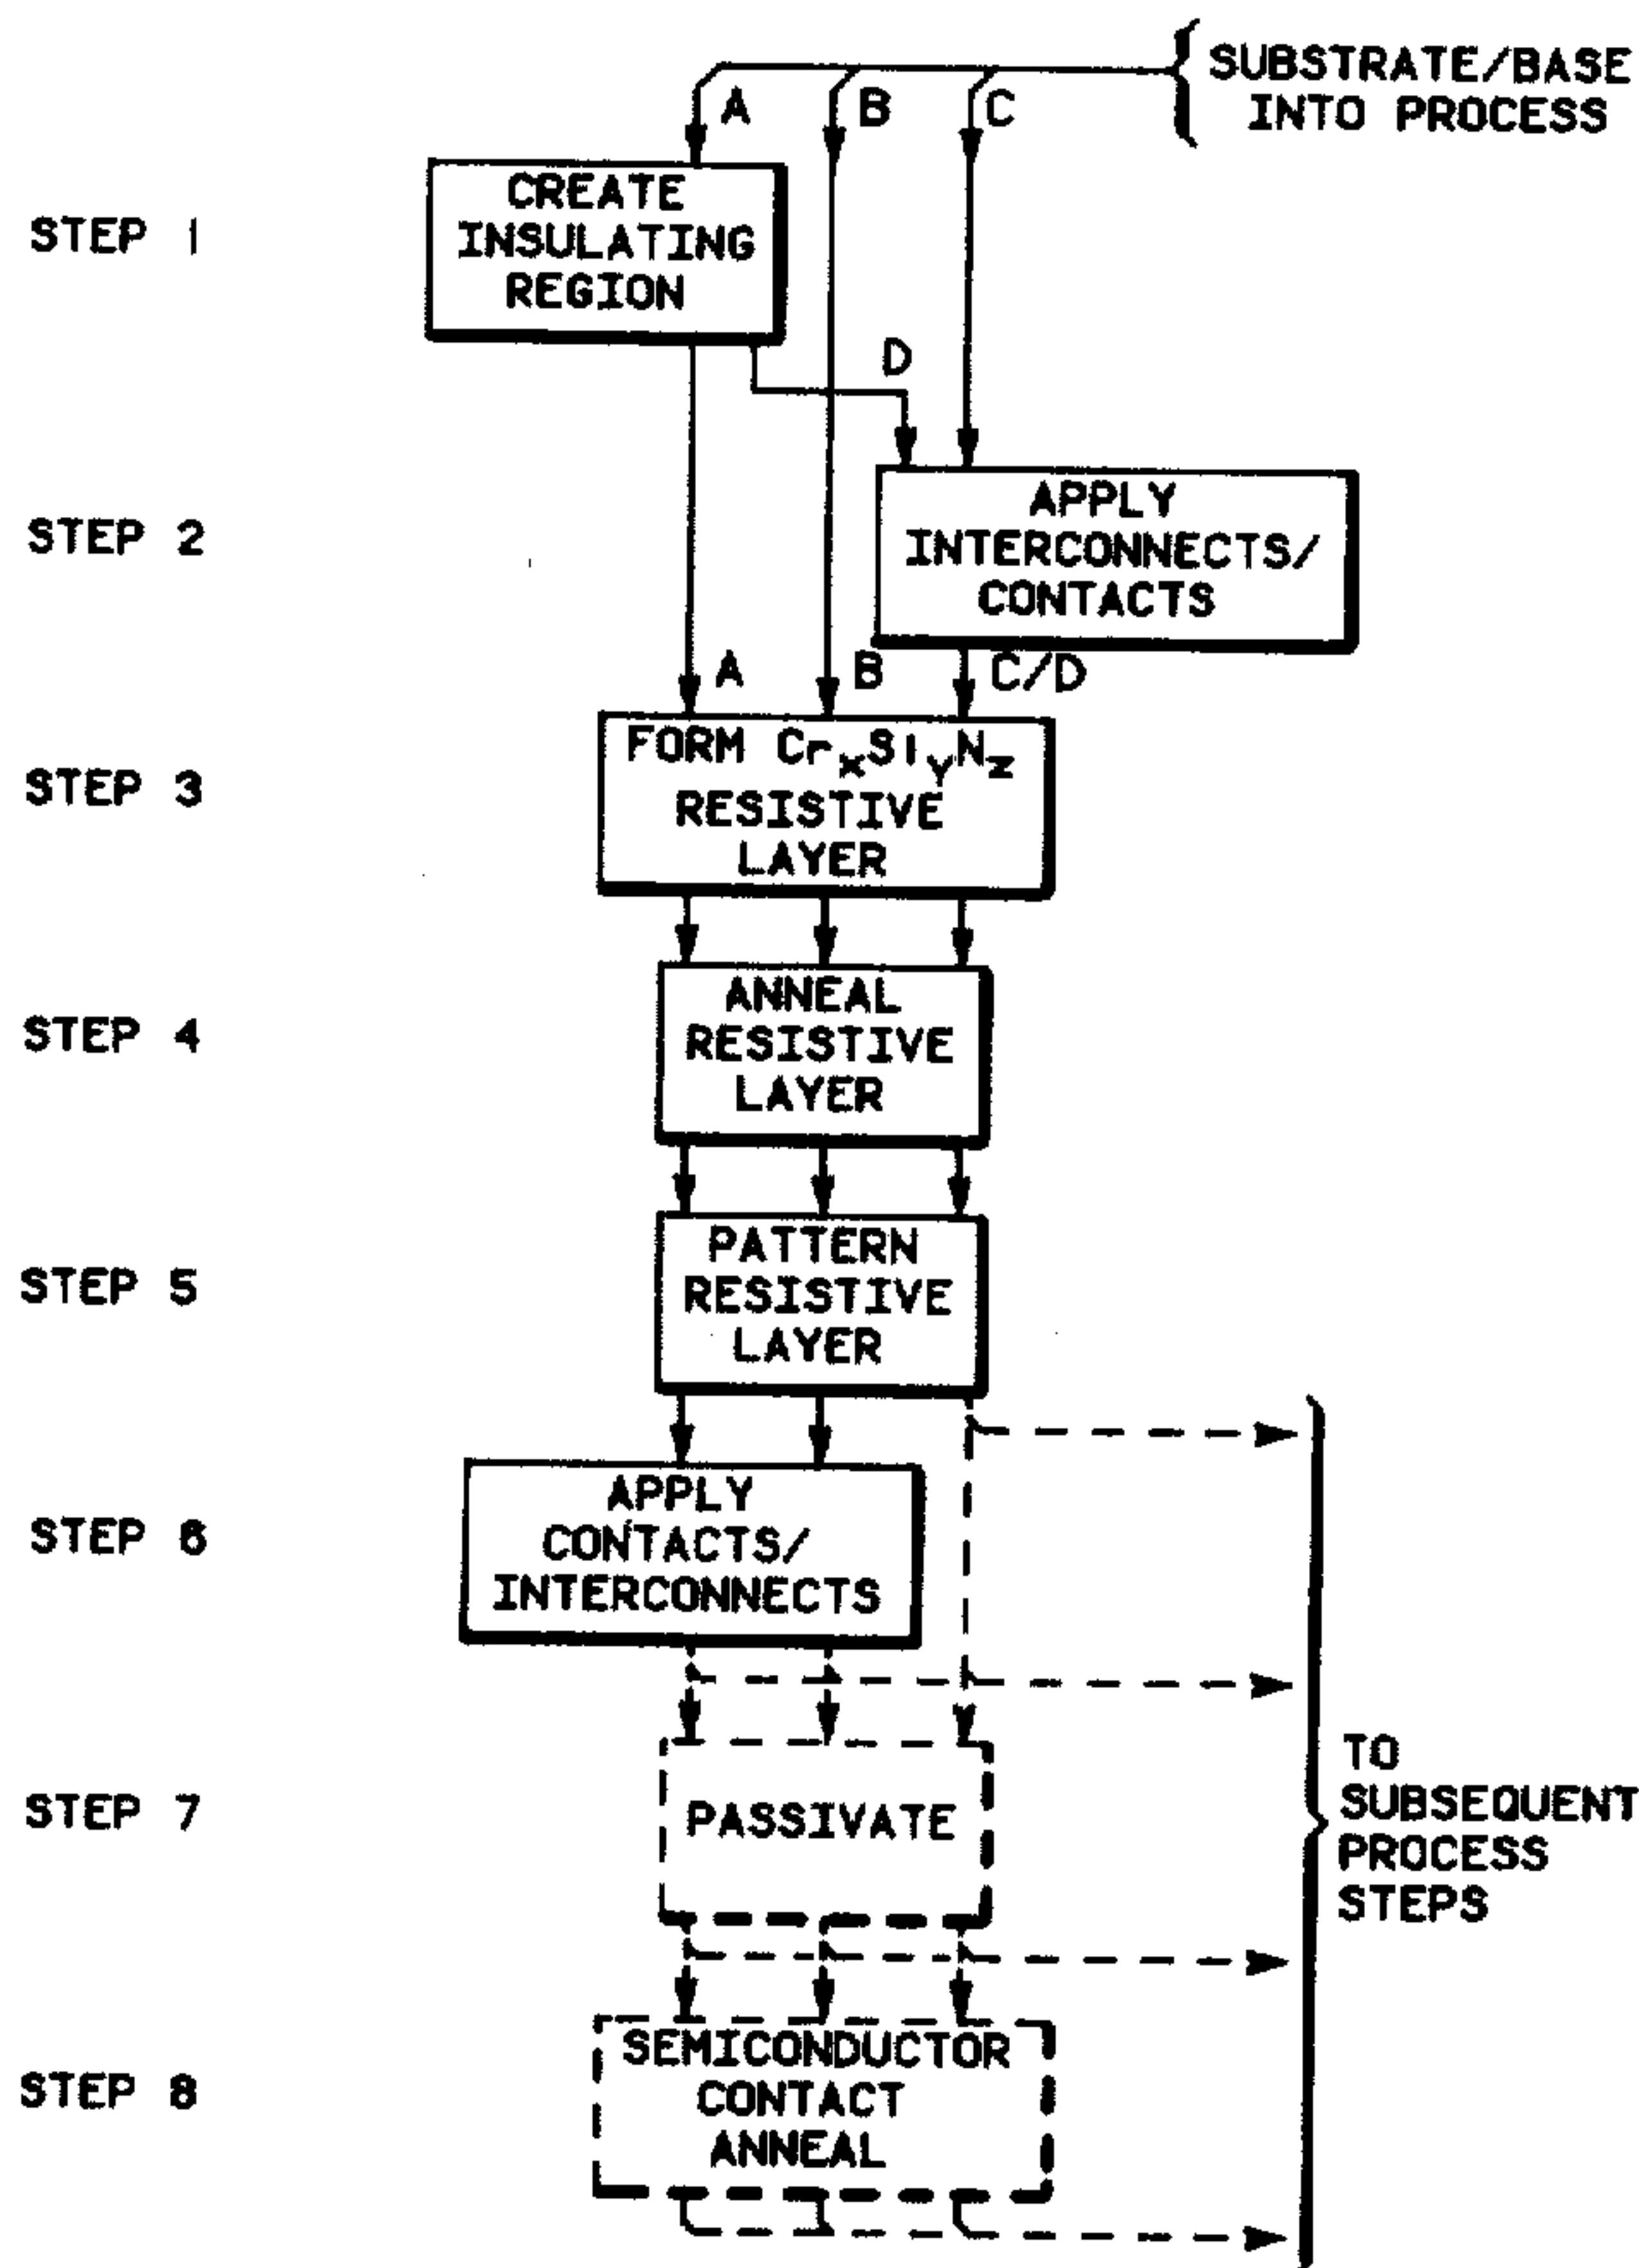 SUBSTRATE/BASE
INTO PROCESS
A
B
C
STEP 1
CREATE
INSULATING
REGION
D
STEP 2
APPLY
INTERCONNECTS/
CONTACTS
A
B
C/D
STEP 3
FORM CrxSiYNZ
RESISTIVE
LAYER
STEP 4
ANNEAL
RESISTIVE
LAYER
STEP 5
PATTERN
RESISTIVE
LAYER
STEP 6
APPLY
CONTACTS/
INTERCONNECTS
STEP 7
PASSIVATE
TO
SUBSEQUENT
PROCESS
STEPS
STEP 8
SEMICONDUCTOR
CONTACT
ANNEAL